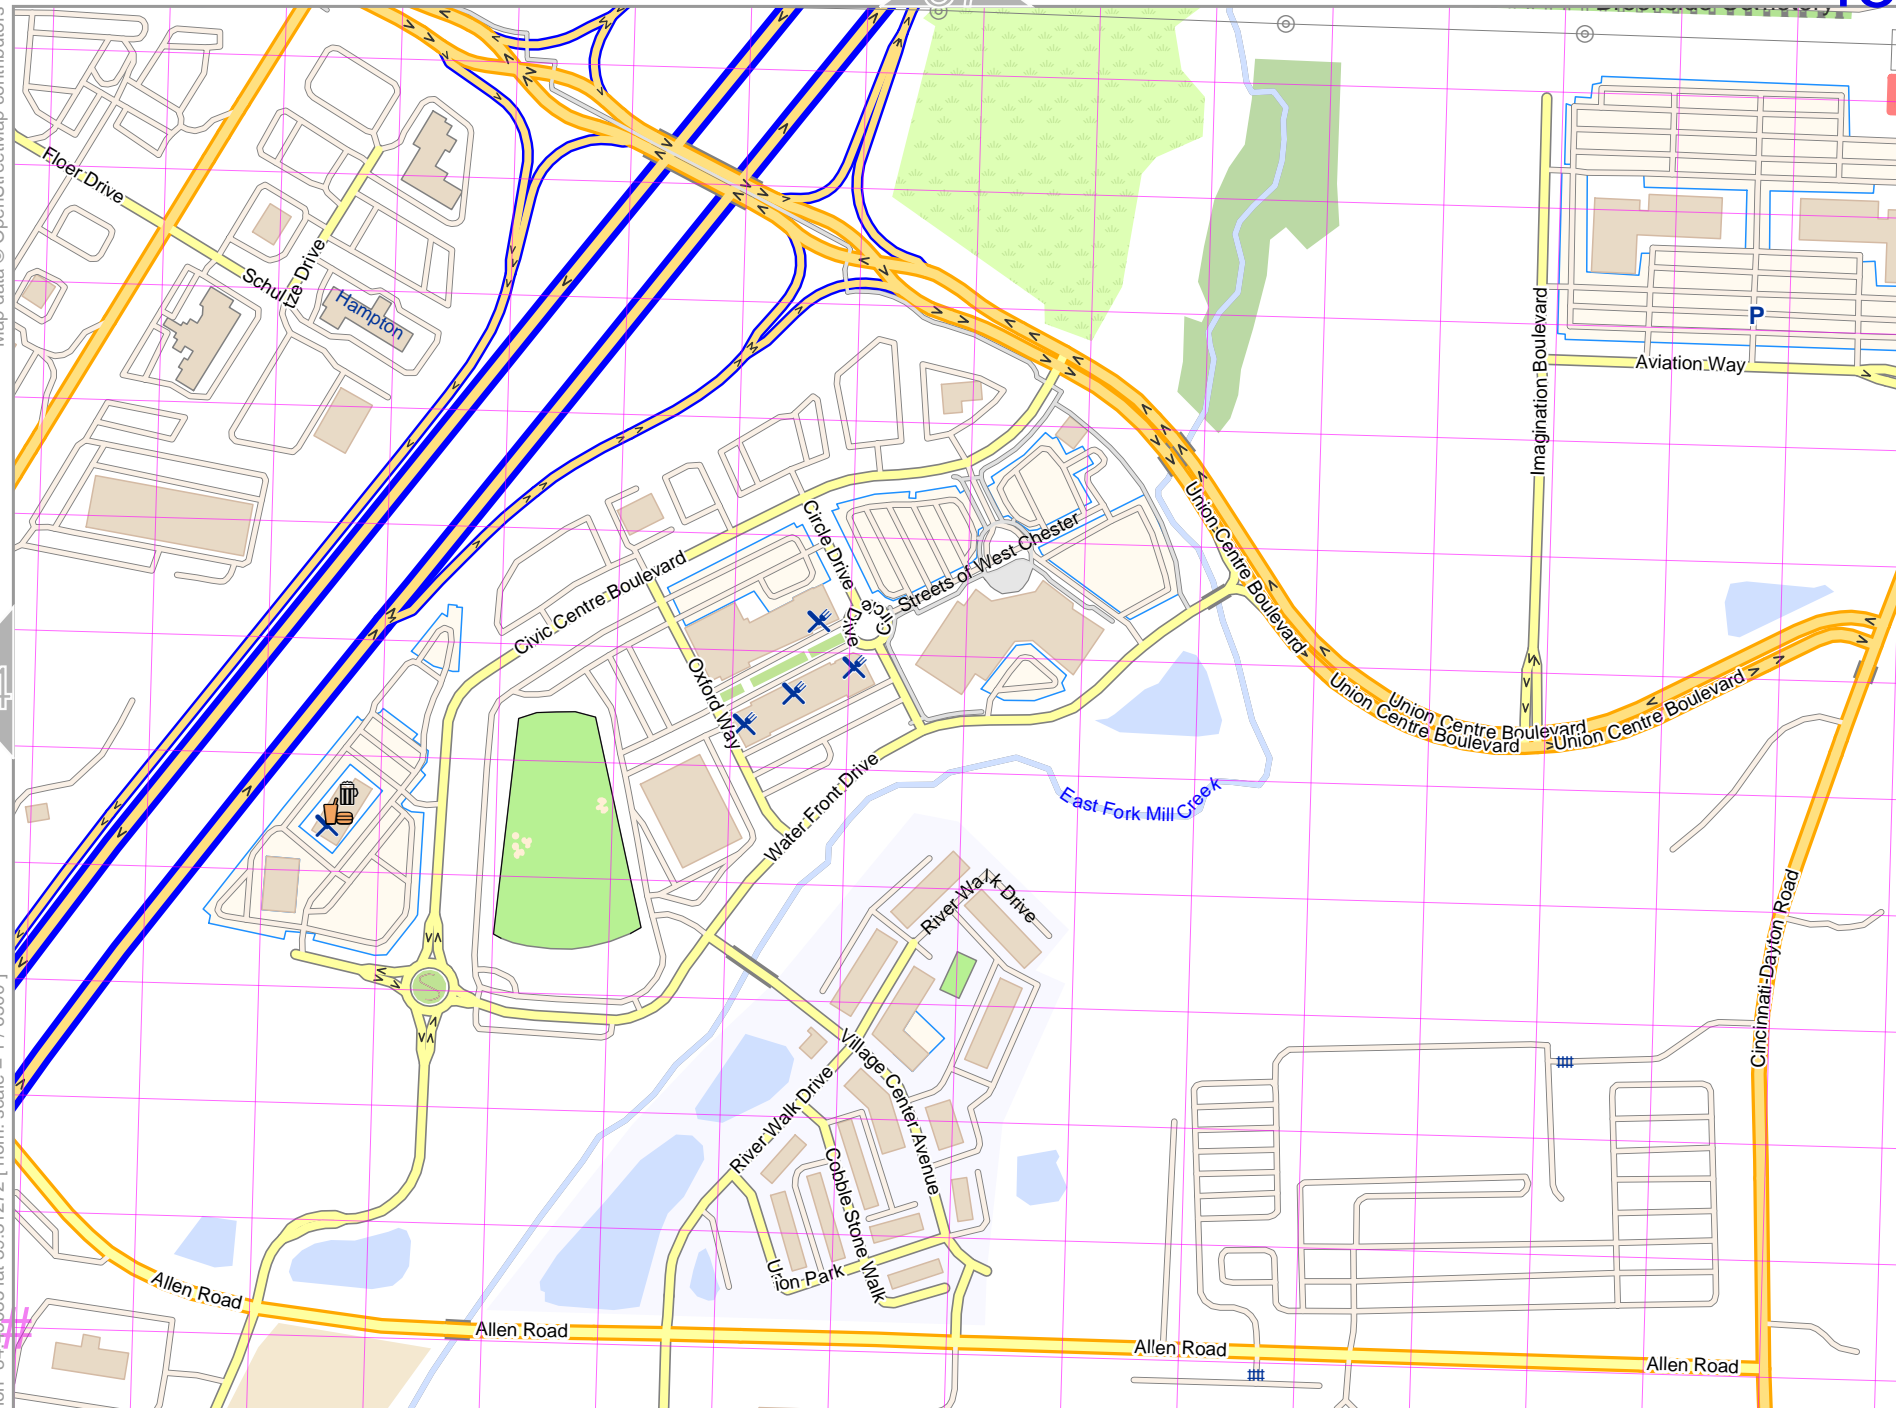 Floer Drive
Schultze Drive
Hampton
P
Aviation Way
Imagination Boulevard
Union Centre Boulevard
Union Centre Boulevard
Union Centre Boulevard
Union Centre Boulevard
Circle Drive
Circle Drive
Streets of West Chester
Civic Centre Boulevard
Oxford Way
Water Front Drive
East Fork Mill Creek
River Walk Drive
River Walk Drive
Village Center Avenue
Cobble Stone Walk
Union Park
Cincinnati-Dayton Road
Allen Road
Allen Road
Allen Road
Allen Road